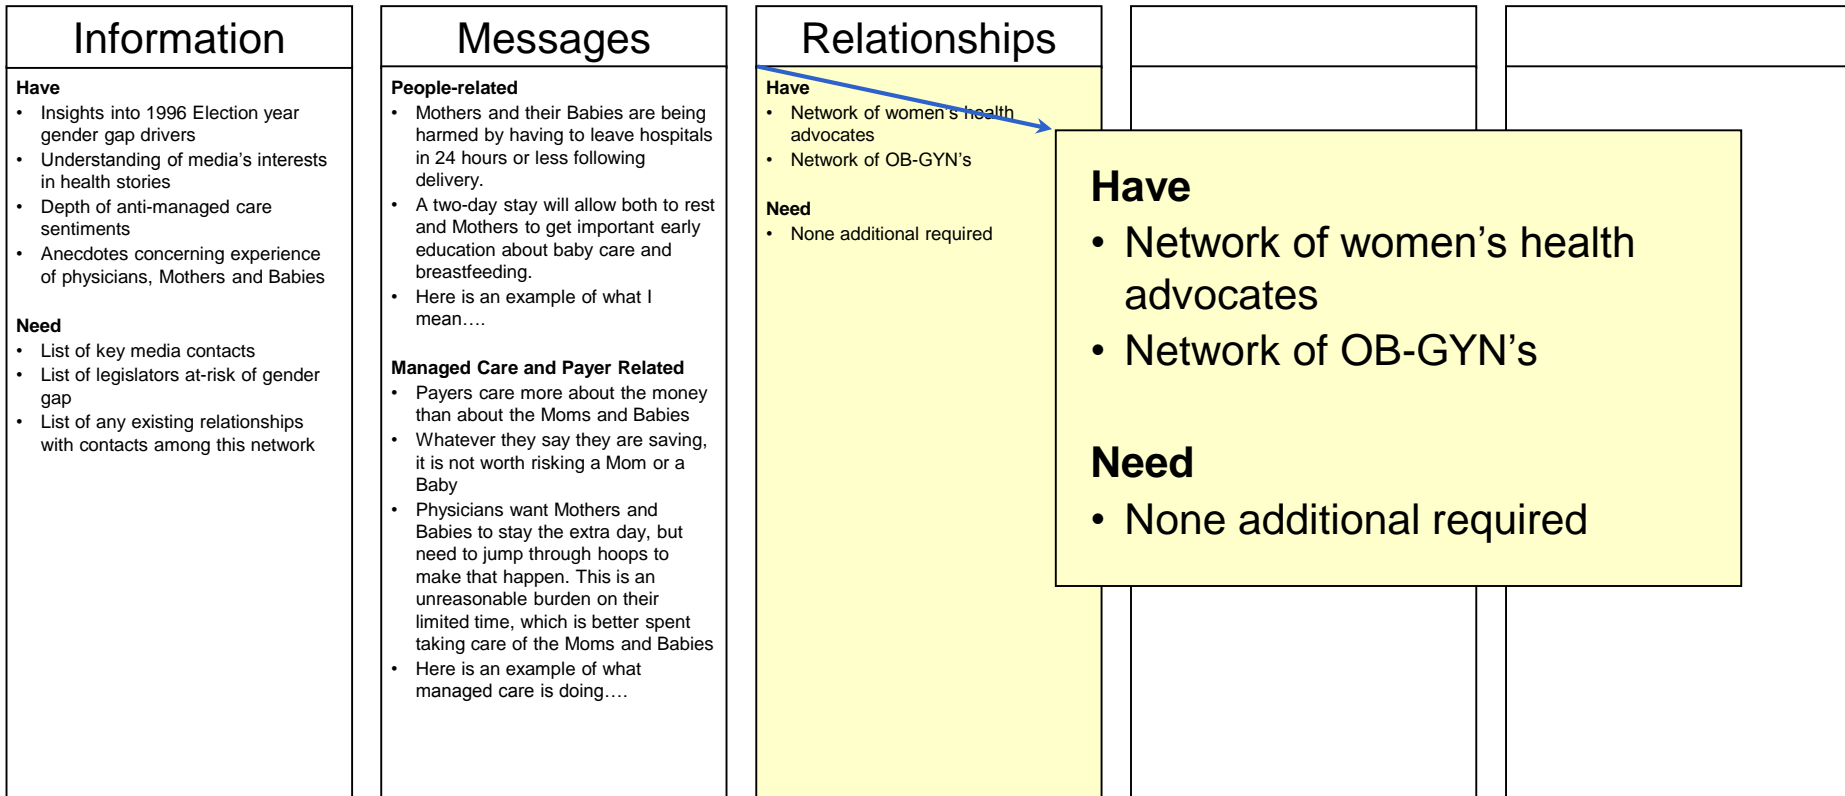 Information
Have
• Insights into 1996 Election year
gender gap drivers
• Understanding of media’s interests
in health stories
• Depth of anti-managed care
sentiments
• Anecdotes concerning experience
of physicians, Mothers and Babies
Need
• List of key media contacts
• List of legislators at-risk of gender
gap
• List of any existing relationships
with contacts among this network
Messages
People-related
• Mothers and their Babies are being
harmed by having to leave hospitals
in 24 hours or less following
delivery.
• A two-day stay will allow both to rest
and Mothers to get important early
education about baby care and
breastfeeding.
• Here is an example of what I
mean….
Managed Care and Payer Related
• Payers care more about the money
than about the Moms and Babies
• Whatever they say they are saving,
it is not worth risking a Mom or a
Baby
• Physicians want Mothers and
Babies to stay the extra day, but
need to jump through hoops to
make that happen. This is an
unreasonable burden on their
limited time, which is better spent
taking care of the Moms and Babies
• Here is an example of what
managed care is doing….
Relationships
Have
• Network of women’s health
advocates
• Network of OB-GYN’s
Need
• None additional required
Have
• Network of women’s health
advocates
• Network of OB-GYN’s
Need
• None additional required